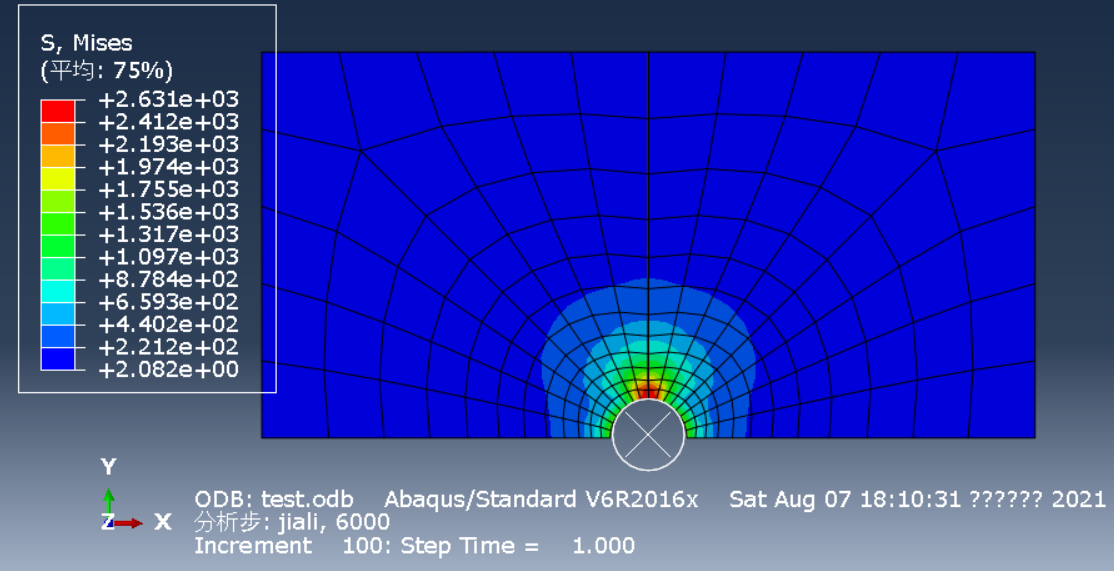 S, Mises
(平均: 75%)
+2.631e+03
+2.412e+03
+2.193e+03
+1.974e+03
+1.755e+03
+1.536e+03
+1.317e+03
+1.097e+03
+8.784e+02
+6.593e+02
+4.402e+02
+2.212e+02
+2.082e+00
Y
Z X
ODB: test.odb Abaqus/Standard V6R2016x Sat Aug 07 18:10:31 ?????? 2021
分析步: jiali, 6000
Increment 100: Step Time = 1.000